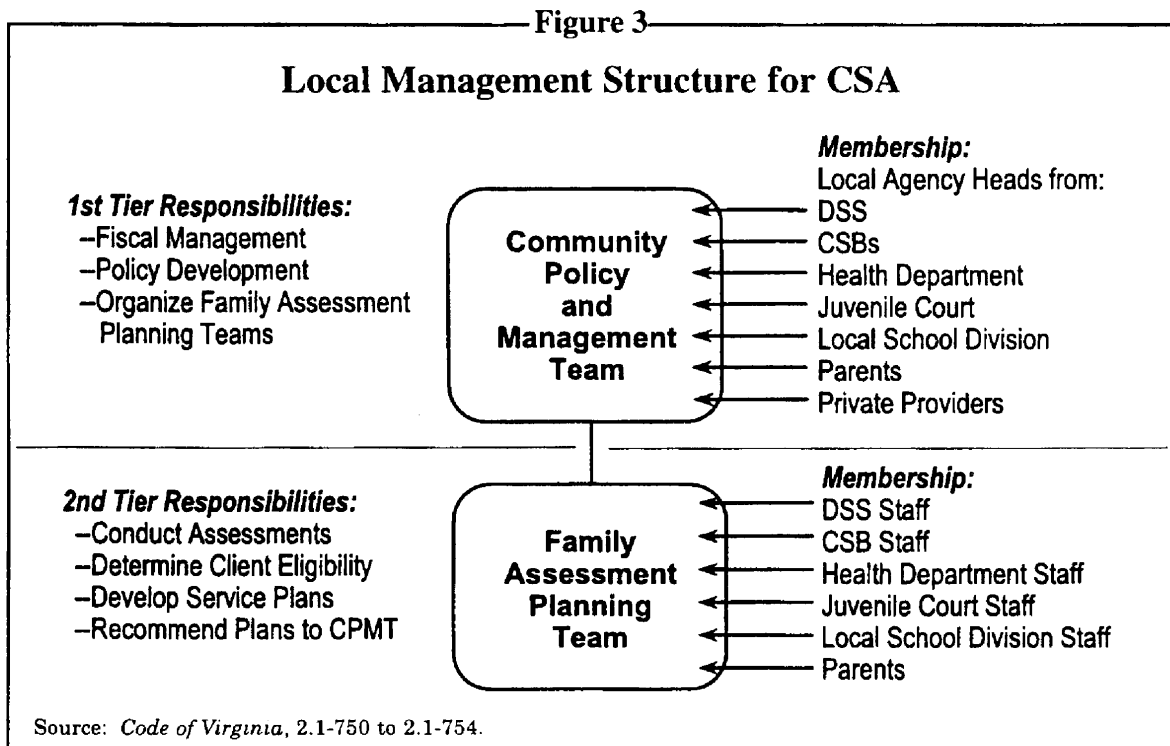 Figure 3
Local Management Structure for CSA
1st Tier Responsibilities:
–Fiscal Management
–Policy Development
–Organize Family Assessment
Planning Teams
Community
Policy
and
Management
Team
Membership:
Local Agency Heads from:
DSS
CSBs
Health Department
Juvenile Court
Local School Division
Parents
Private Providers
2nd Tier Responsibilities:
–Conduct Assessments
–Determine Client Eligibility
–Develop Service Plans
–Recommend Plans to CPMT
Family
Assessment
Planning
Team
Membership:
DSS Staff
CSB Staff
Health Department Staff
Juvenile Court Staff
Local School Division Staff
Parents
Source: Code of Virginia, 2.1-750 to 2.1-754.